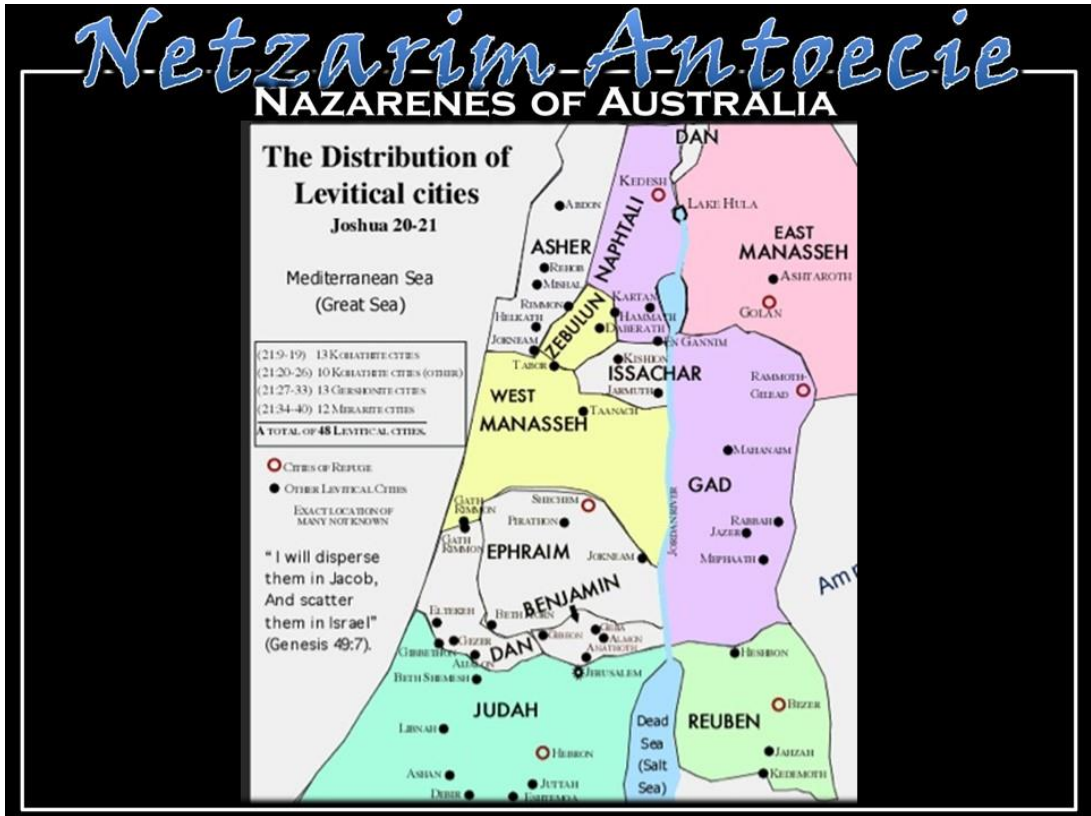 Netzarim Antoecie
NAZARENES OF AUSTRALIA
The Distribution of
Levitical cities
Joshua 20-21
Mediterranean Sea
(Great Sea)
(21:9-19) 13 KOHATHITE CITIES
(21:20-26) 10 KOHATHITE CITIES (OTHER)
(21:27-33) 13 GERSHONITE CITIES
(21:34-40) 12 MERARITE CITIES
A TOTAL OF 48 LEVITICAL CITIES.
CITIES OF REFUGE
OTHER LEVITICAL CITIES
EXACT LOCATION OF
MANY NOT KNOWN
" I will disperse
them in Jacob,
And scatter
them in Israel"
(Genesis 49:7).
DAN
KEDESH
LAKE HULA
ABDON
NAPHTALI
EAST
MANASSEH
ASHER
ASHTAROTH
REHOB
MISHAL
KARTAN
GOLAN
RIMMON
HAMMATH
HELKATH
ZEBULUN
DABERATH
JOKNEAM
EN GANNIM
TABOR
KISHION
ISSACHAR
RAMMOTH-
GILEAD
JARMUTH
WEST
MANASSEH
TAANACH
MAHANAIM
GAD
JORDAN RIVER
GATH
RIMMON
SHECHEM
PIRATHON
RABBAH
JAZER
GATH
RIMMON
EPHRAIM
JOKNEAM
MEPHAATH
Am
BENJAMIN
ELTEKEH
BETH HORN
GEBA
GIBEON
ALMON
GEZER
ANATHOTH
GIBBETHON
DAN
HESHBON
AIJALON
BETH SHEMESH
JERUSALEM
JUDAH
REUBEN
BEZER
Dead
Sea
(Salt
Sea)
LIBNAH
HEBRON
JAHZAH
ASHAN
JUTTAH
KEDEMOTH
DEBIR
ESHTEMOA